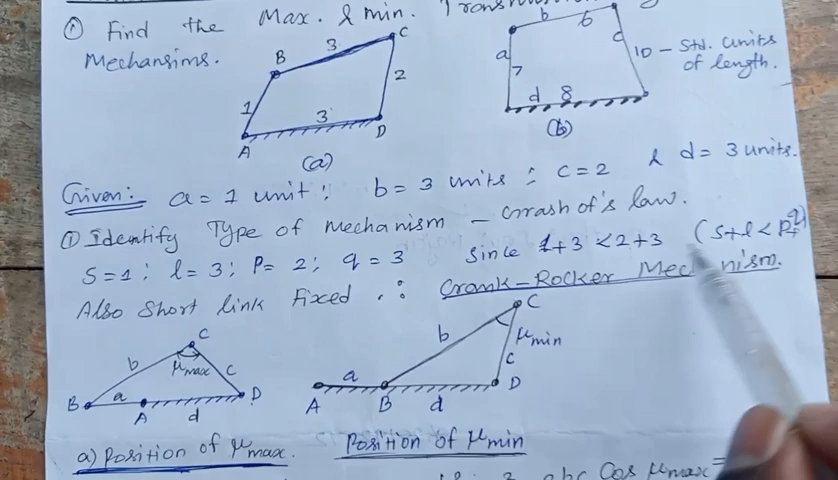 ① Find the Max. & min.
Mechansims.
B 3 C
1 2
3
A D
(a)
b 6
a c
7 10 - Std. units
of length.
d 8
(b)
Given: a = 1 unit ; b = 3 units ; c = 2 & d = 3 units.
① Identify Type of mechanism - Grashof's law.
S = 1 ; l = 3 ; P = 2 ; q = 3 since 1+3 < 2+3 (S+l < P+q)
Also Short link Fixed ∴ Crank-Rocker Mechanism.
C
b μmax c
B a A d D
C
b μmin
c
a
A B d D
a) Position of μmax. Position of μmin
abc Cos μmax =